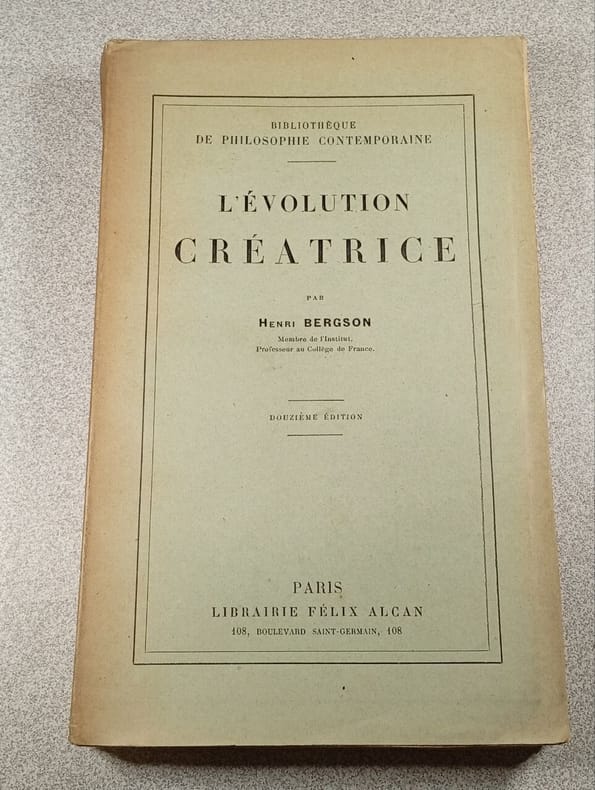 BIBLIOTHÈQUE
DE PHILOSOPHIE CONTEMPORAINE
L'ÉVOLUTION
CRÉATRICE
PAR
HENRI BERGSON
Membre de l'Institut,
Professeur au Collège de France.
DOUZIÈME ÉDITION
PARIS
LIBRAIRIE FÉLIX ALCAN
108, BOULEVARD SAINT-GERMAIN, 108